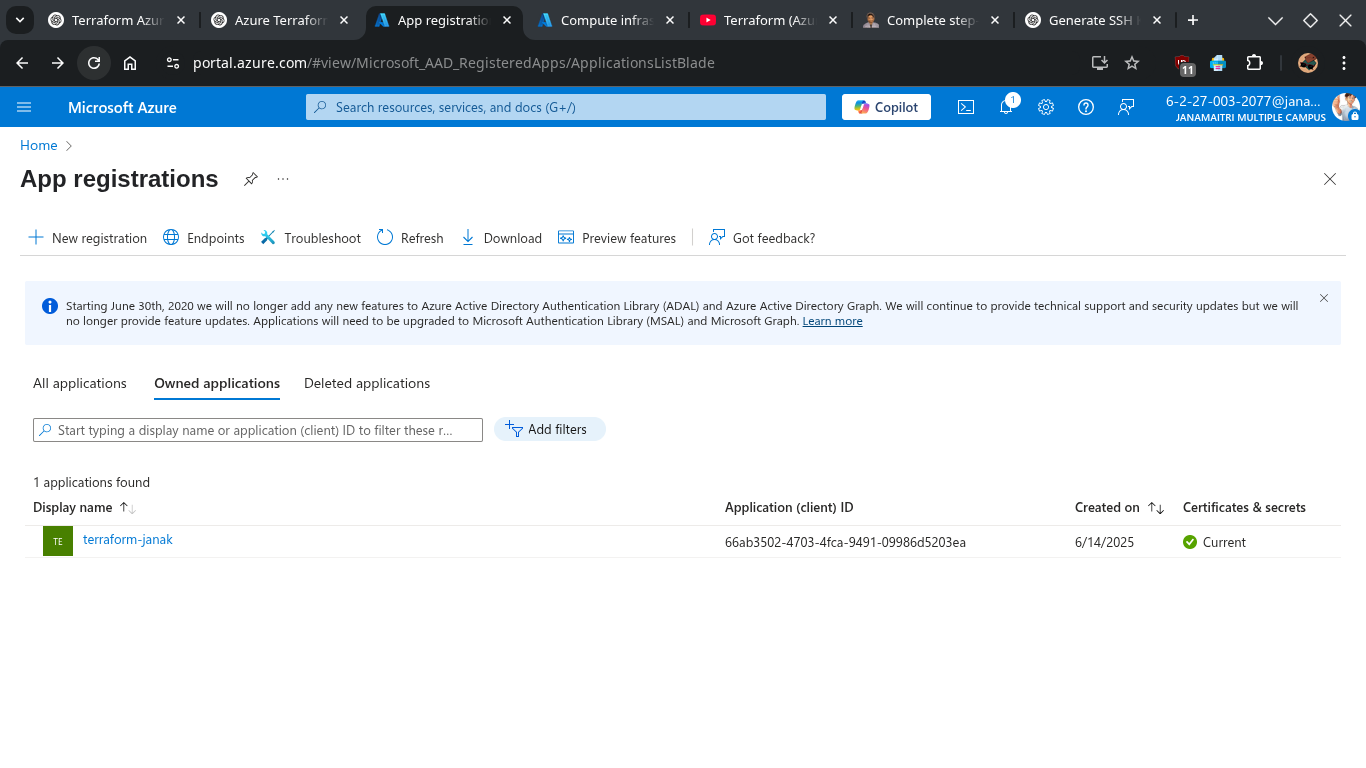 Terraform Azur
Azure Terraform
App registratio
Compute infras
Terraform (Azu
Complete step-
Generate SSH
portal.azure.com/#view/Microsoft_AAD_RegisteredApps/ApplicationsListBlade
11
Microsoft Azure
Search resources, services, and docs (G+/)
Copilot
1
6-2-27-003-2077@jana...
JANAMAITRI MULTIPLE CAMPUS
Home
App registrations
New registration
Endpoints
Troubleshoot
Refresh
Download
Preview features
Got feedback?
Starting June 30th, 2020 we will no longer add any new features to Azure Active Directory Authentication Library (ADAL) and Azure Active Directory Graph. We will continue to provide technical support and security updates but we will
no longer provide feature updates. Applications will need to be upgraded to Microsoft Authentication Library (MSAL) and Microsoft Graph. Learn more
All applications
Owned applications
Deleted applications
Start typing a display name or application (client) ID to filter these r...
Add filters
1 applications found
Display name
Application (client) ID
Created on
Certificates & secrets
TE
terraform-janak
66ab3502-4703-4fca-9491-09986d5203ea
6/14/2025
Current